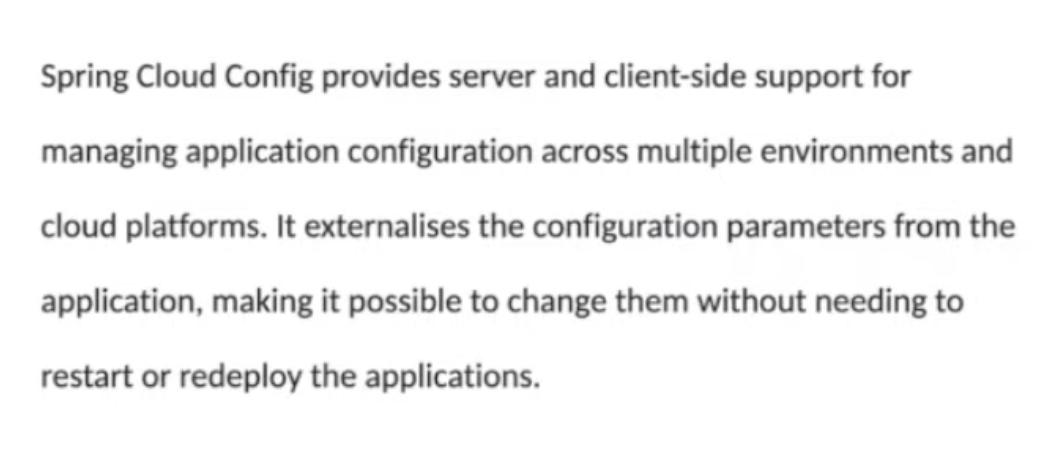 Spring Cloud Config provides server and client-side support for
managing application configuration across multiple environments and
cloud platforms. It externalises the configuration parameters from the
application, making it possible to change them without needing to
restart or redeploy the applications.